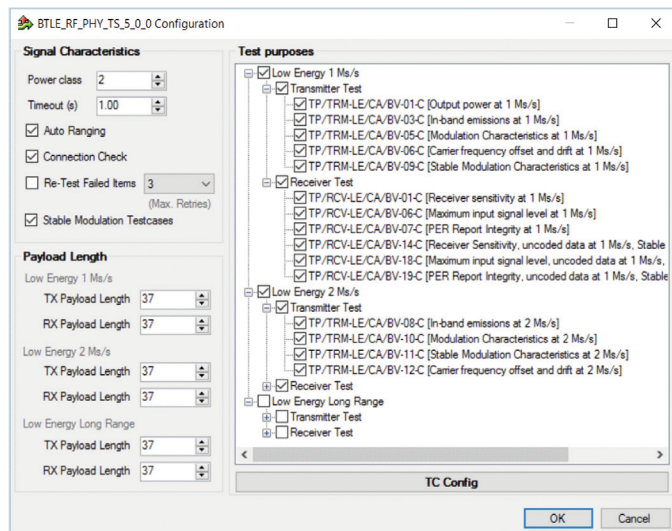 BTLE_RF_PHY_TS_5_0_0 Configuration
Signal Characteristics
Power class 2
Timeout (s) 1.00
Auto Ranging
Connection Check
Re-Test Failed Items 3
(Max. Retries)
Stable Modulation Testcases
Payload Length
Low Energy 1 Ms/s
TX Payload Length 37
RX Payload Length 37
Low Energy 2 Ms/s
TX Payload Length 37
RX Payload Length 37
Low Energy Long Range
TX Payload Length 37
RX Payload Length 37
Test purposes
Low Energy 1 Ms/s
Transmitter Test
TP/TRM-LE/CA/BV-01-C [Output power at 1 Ms/s]
TP/TRM-LE/CA/BV-03-C [In-band emissions at 1 Ms/s]
TP/TRM-LE/CA/BV-05-C [Modulation Characteristics at 1 Ms/s]
TP/TRM-LE/CA/BV-06-C [Carrier frequency offset and drift at 1 Ms/s]
TP/TRM-LE/CA/BV-09-C [Stable Modulation Characteristics at 1 Ms/s]
Receiver Test
TP/RCV-LE/CA/BV-01-C [Receiver sensitivity at 1 Ms/s]
TP/RCV-LE/CA/BV-06-C [Maximum input signal level at 1 Ms/s]
TP/RCV-LE/CA/BV-07-C [PER Report Integrity at 1 Ms/s]
TP/RCV-LE/CA/BV-14-C [Receiver Sensitivity, uncoded data at 1 Ms/s, Stable
TP/RCV-LE/CA/BV-18-C [Maximum input signal level, uncoded data at 1 Ms/s,
TP/RCV-LE/CA/BV-19-C [PER Report Integrity, uncoded data at 1 Ms/s, Stable
Low Energy 2 Ms/s
Transmitter Test
TP/TRM-LE/CA/BV-08-C [In-band emissions at 2 Ms/s]
TP/TRM-LE/CA/BV-10-C [Modulation Characteristics at 2 Ms/s]
TP/TRM-LE/CA/BV-11-C [Stable Modulation Characteristics at 2 Ms/s]
TP/TRM-LE/CA/BV-12-C [Carrier frequency offset and drift at 2 Ms/s]
Receiver Test
Low Energy Long Range
Transmitter Test
Receiver Test
TC Config
OK
Cancel